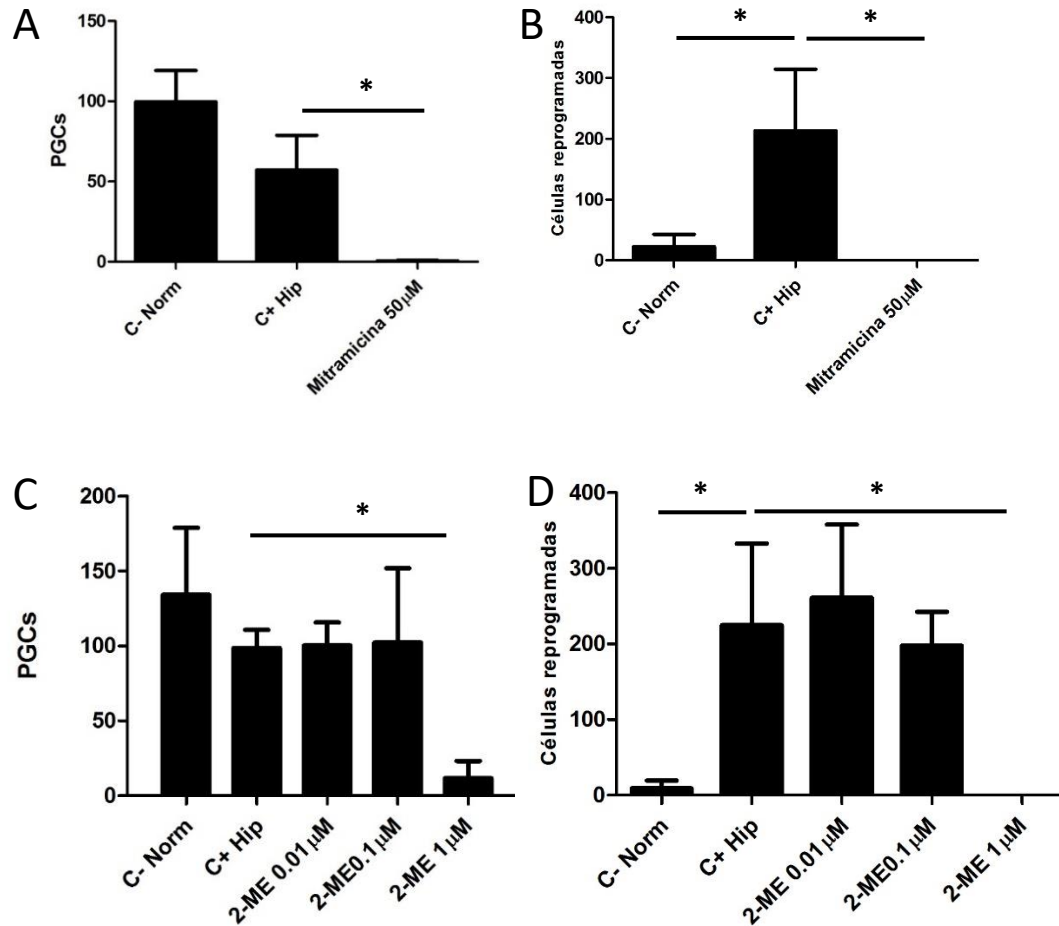 A
150
100
50
0
PGCs
*
C- Norm
C+ Hip
Mitramicina 50µM
B
400
300
200
100
0
Células reprogramadas
*
*
C- Norm
C+ Hip
Mitramicina 50µM
C
200
150
100
50
0
PGCs
*
C- Norm
C+ Hip
2-ME 0.01µM
2-ME0.1µM
2-ME 1µM
D
400
300
200
100
0
Células reprogramadas
*
*
C- Norm
C+ Hip
2-ME 0.01µM
2-ME0.1µM
2-ME 1µM